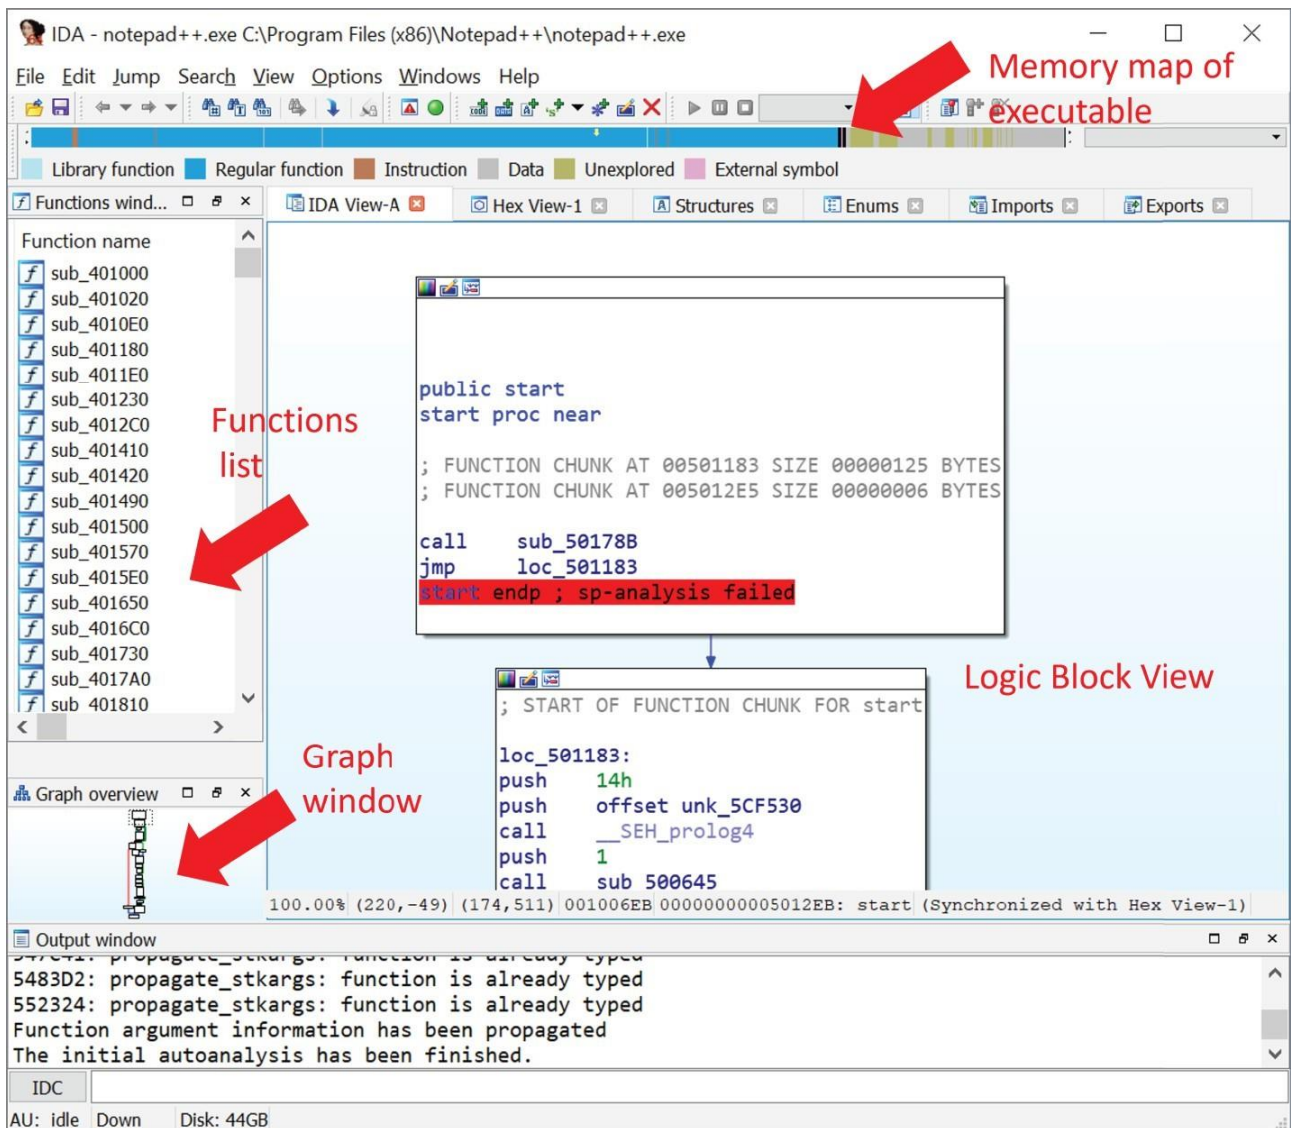 IDA - notepad++.exe C:\Program Files (x86)\Notepad++\notepad++.exe
File Edit Jump Search View Options Windows Help
Memory map of
executable
Library function Regular function Instruction Data Unexplored External symbol
Functions wind...
IDA View-A Hex View-1 Structures Enums Imports Exports
Function name
sub_401000
sub_401020
sub_4010E0
sub_401180
sub_4011E0
sub_401230
sub_4012C0
sub_401410
sub_401420
sub_401490
sub_401500
sub_401570
sub_4015E0
sub_401650
sub_4016C0
sub_401730
sub_4017A0
sub_401810
Functions
list
public start
start proc near
; FUNCTION CHUNK AT 00501183 SIZE 00000125 BYTES
; FUNCTION CHUNK AT 005012E5 SIZE 00000006 BYTES
call sub_50178B
jmp loc_501183
start endp ; sp-analysis failed
Logic Block View
; START OF FUNCTION CHUNK FOR start
loc_501183:
push 14h
push offset unk_5CF530
call __SEH_prolog4
push 1
call sub_500645
Graph overview
Graph
window
100.00% (220,-49) (174,511) 001006EB 00000000005012EB: start (Synchronized with Hex View-1)
Output window
propagate_stkargs: function is already typed
5483D2: propagate_stkargs: function is already typed
552324: propagate_stkargs: function is already typed
Function argument information has been propagated
The initial autoanalysis has been finished.
IDC
AU: idle Down Disk: 44GB